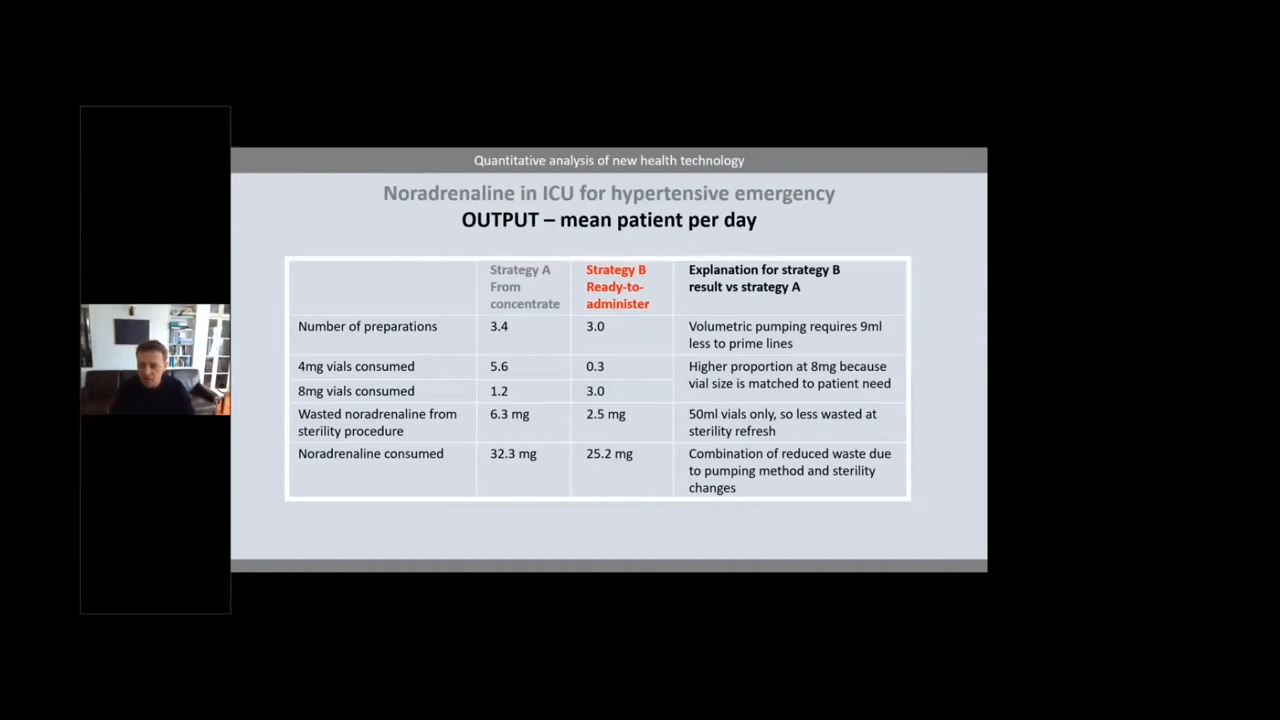 Quantitative analysis of new health technology
Noradrenaline in ICU for hypertensive emergency
OUTPUT – mean patient per day
Strategy A
From
concentrate
Strategy B
Ready-to-
administer
Explanation for strategy B
result vs strategy A
Number of preparations
3.4
3.0
Volumetric pumping requires 9ml
less to prime lines
4mg vials consumed
5.6
0.3
Higher proportion at 8mg because
vial size is matched to patient need
8mg vials consumed
1.2
3.0
Wasted noradrenaline from
sterility procedure
6.3 mg
2.5 mg
50ml vials only, so less wasted at
sterility refresh
Noradrenaline consumed
32.3 mg
25.2 mg
Combination of reduced waste due
to pumping method and sterility
changes